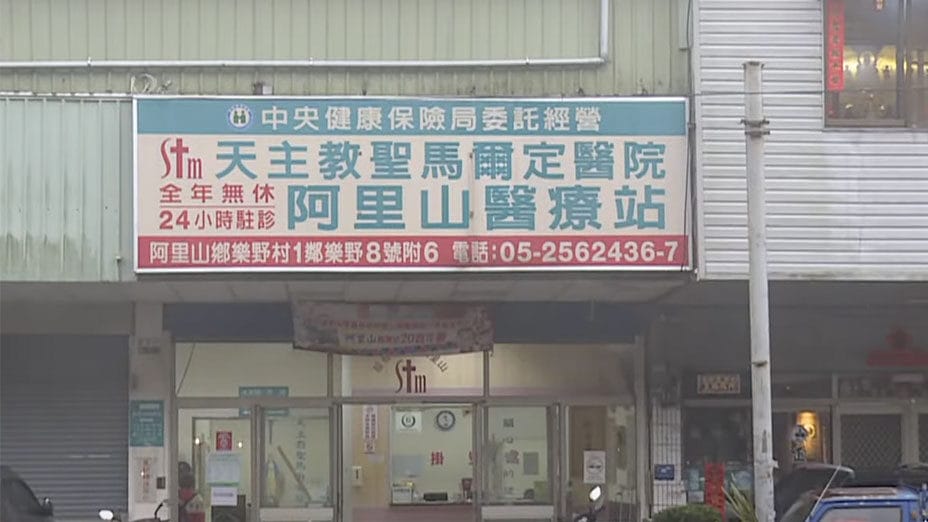 中央健康保險局委託經營
Stm 天主教聖馬爾定醫院
全年無休
24小時駐診
阿里山醫療站
阿里山鄉樂野村1鄰樂野8號附6 電話:05-2562436-7
Stm
掛號